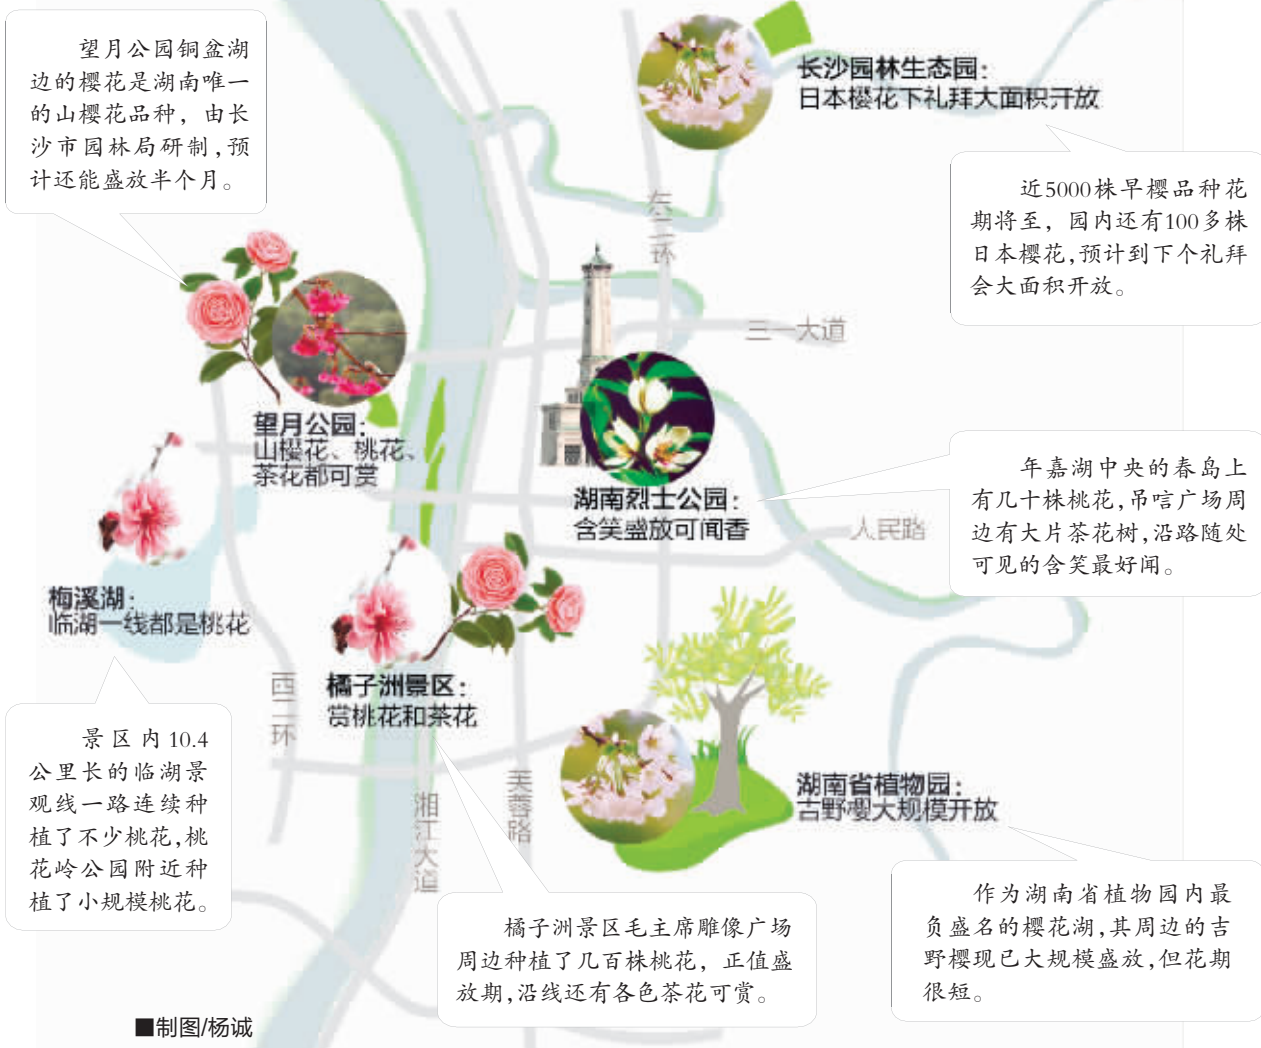 望月公园铜盆湖
边的樱花是湖南唯一
的山樱花品种，由长
沙市园林局研制,预
计还能盛放半个月。
长沙园林生态园：
日本樱花下礼拜大面积开放
近5000株早樱品种花
期将至，园内还有100多株
日本樱花,预计到下个礼拜
会大面积开放。
东二环
三一大道
望月公园：
山樱花、桃花、
茶花都可赏
湖南烈士公园：
含笑盛放可闻香
年嘉湖中央的春岛上
有几十株桃花,吊唁广场周
边有大片茶花树,沿路随处
可见的含笑最好闻。
人民路
梅溪湖：
临湖一线都是桃花
橘子洲景区：
赏桃花和茶花
西二环
景区内10.4
公里长的临湖景
观线一路连续种
植了不少桃花,桃
花岭公园附近种
植了小规模桃花。
湘江大道
芙蓉路
湖南省植物园：
吉野樱大规模开放
橘子洲景区毛主席雕像广场
周边种植了几百株桃花，正值盛
放期,沿线还有各色茶花可赏。
作为湖南省植物园内最
负盛名的樱花湖,其周边的吉
野樱现已大规模盛放,但花期
很短。
■制图/杨诚